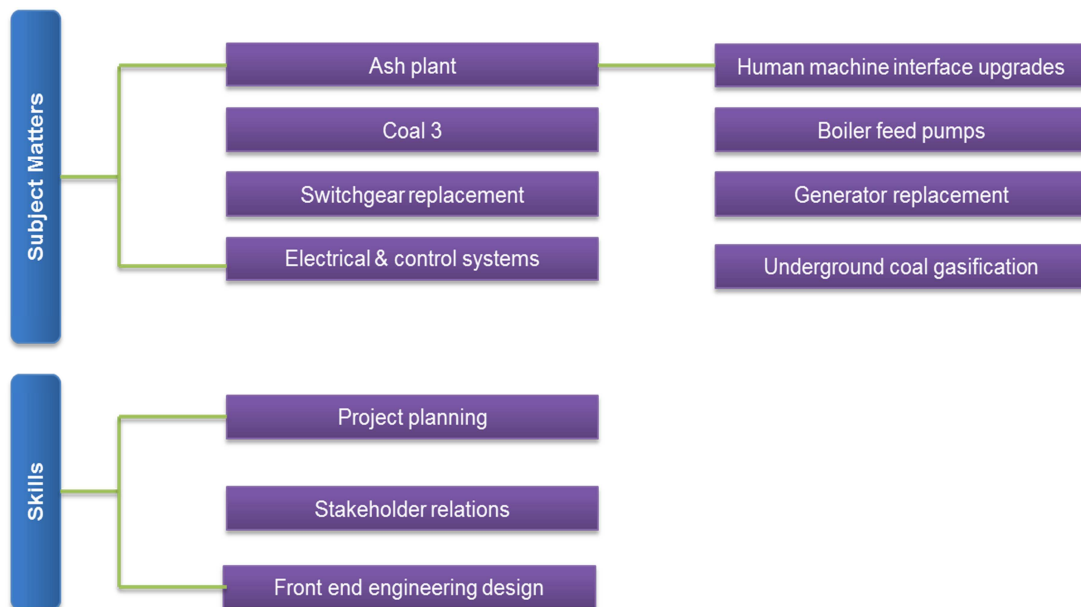 Subject Matters
Ash plant
Human machine interface upgrades
Coal 3
Boiler feed pumps
Switchgear replacement
Generator replacement
Electrical & control systems
Underground coal gasification
Skills
Project planning
Stakeholder relations
Front end engineering design